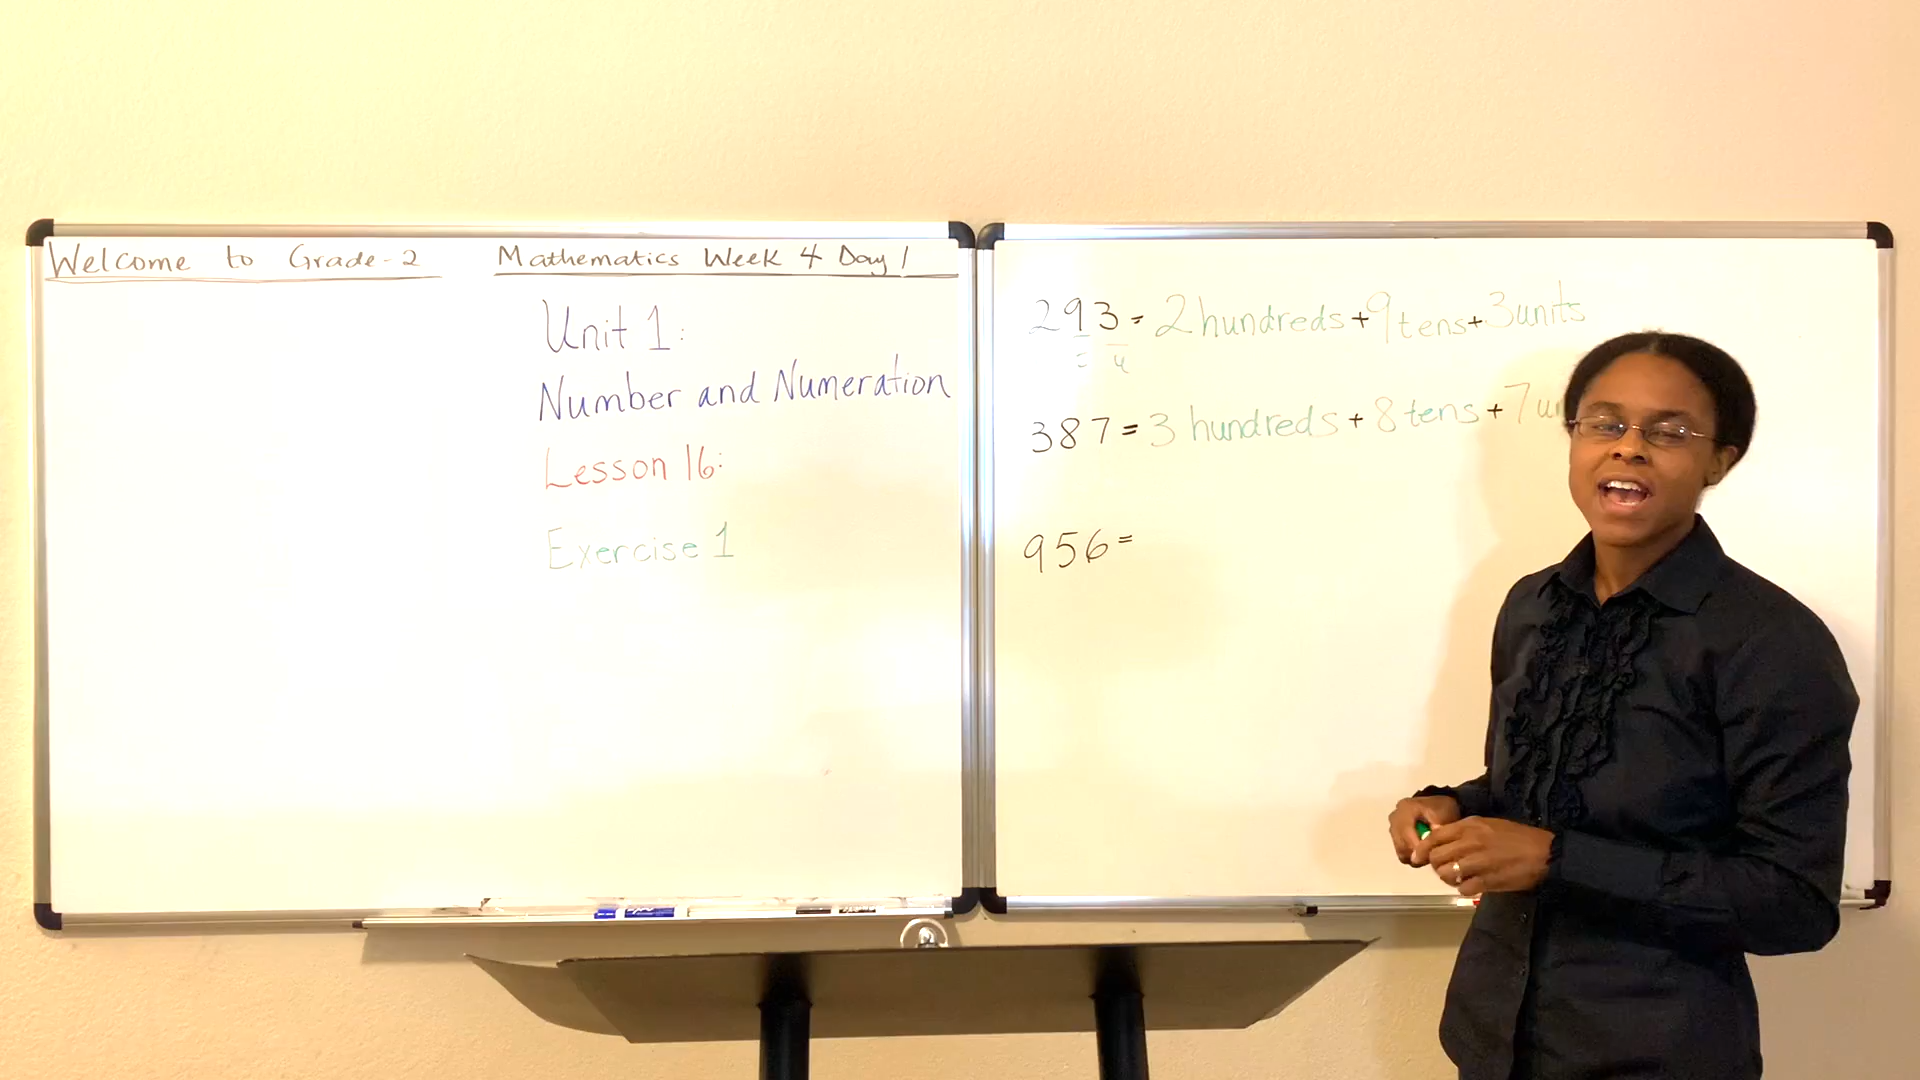 Welcome to Grade-2 Mathematics Week 4 Day 1
Unit 1:
Number and Numeration
Lesson 16:
Exercise 1
293 = 2 hundreds + 9 tens + 3 units
387 = 3 hundreds + 8 tens + 7
956 =